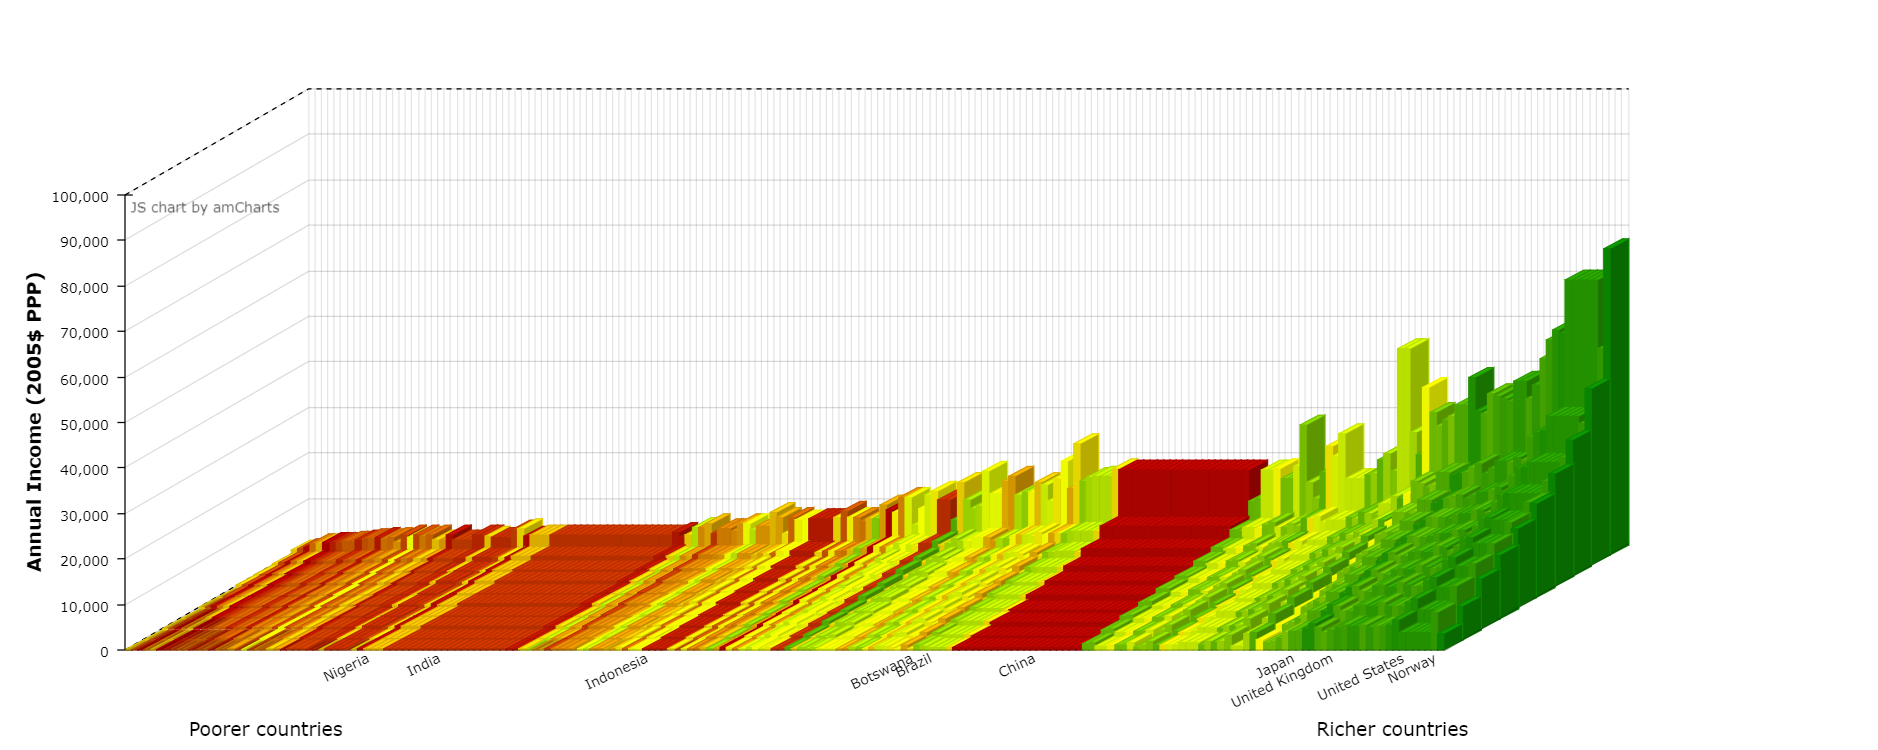 100,000
JS chart by amCharts
90,000
80,000
70,000
60,000
50,000
40,000
30,000
20,000
10,000
0
Annual Income (2005$ PPP)
Nigeria
India
Indonesia
Botswana
Brazil
China
Japan
United Kingdom
United States
Norway
Poorer countries
Richer countries